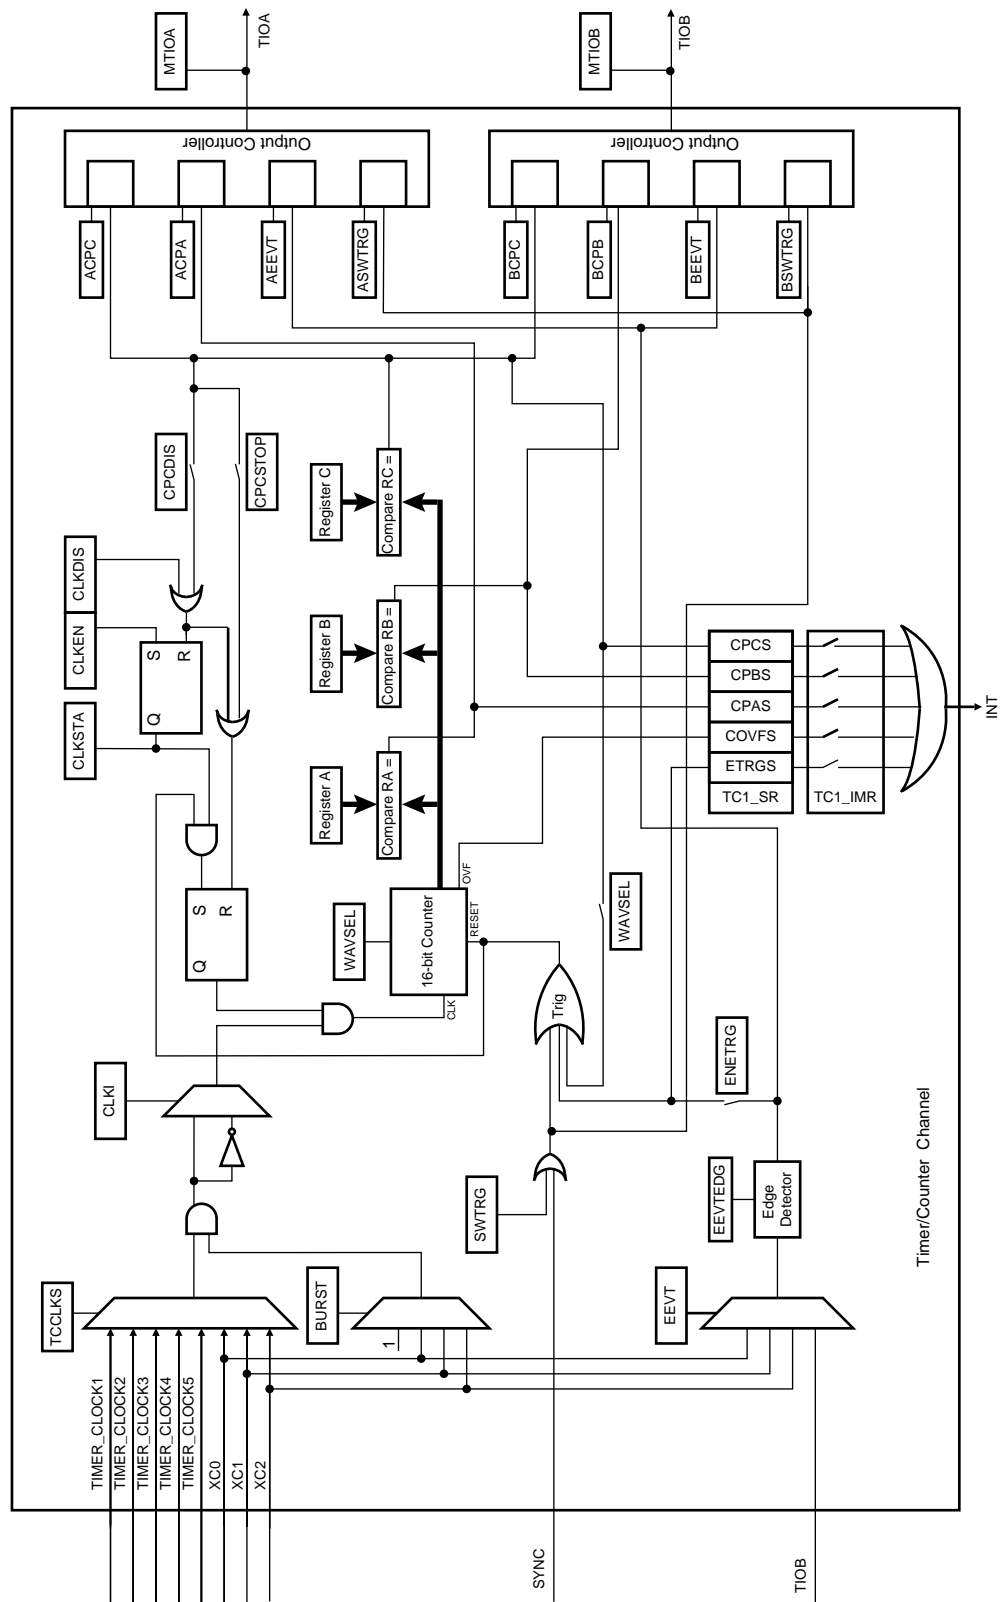 TCCLKS
TIMER_CLOCK1
TIMER_CLOCK2
TIMER_CLOCK3
TIMER_CLOCK4
TIMER_CLOCK5
XC0
XC1
XC2
CLKI
CLKSTA
CLKEN
CLKDIS
Q
S
R
CPCDIS
CPCSTOP
Q
S
R
ACPC
ACPA
AEEVT
ASWTRG
Output Controller
MTIOA
TIOA
BURST
1
WAVSEL
Register A
Register B
Register C
Compare RA =
Compare RB =
Compare RC =
16-bit Counter
CLK
RESET
OVF
SWTRG
SYNC
Trig
WAVSEL
BCPC
BCPB
BEEVT
BSWTRG
Output Controller
MTIOB
TIOB
EEVT
EEVTEDG
Edge
Detector
ENETRG
TIOB
CPCS
CPBS
CPAS
COVFS
ETRGS
TC1_SR
TC1_IMR
INT
Timer/Counter Channel